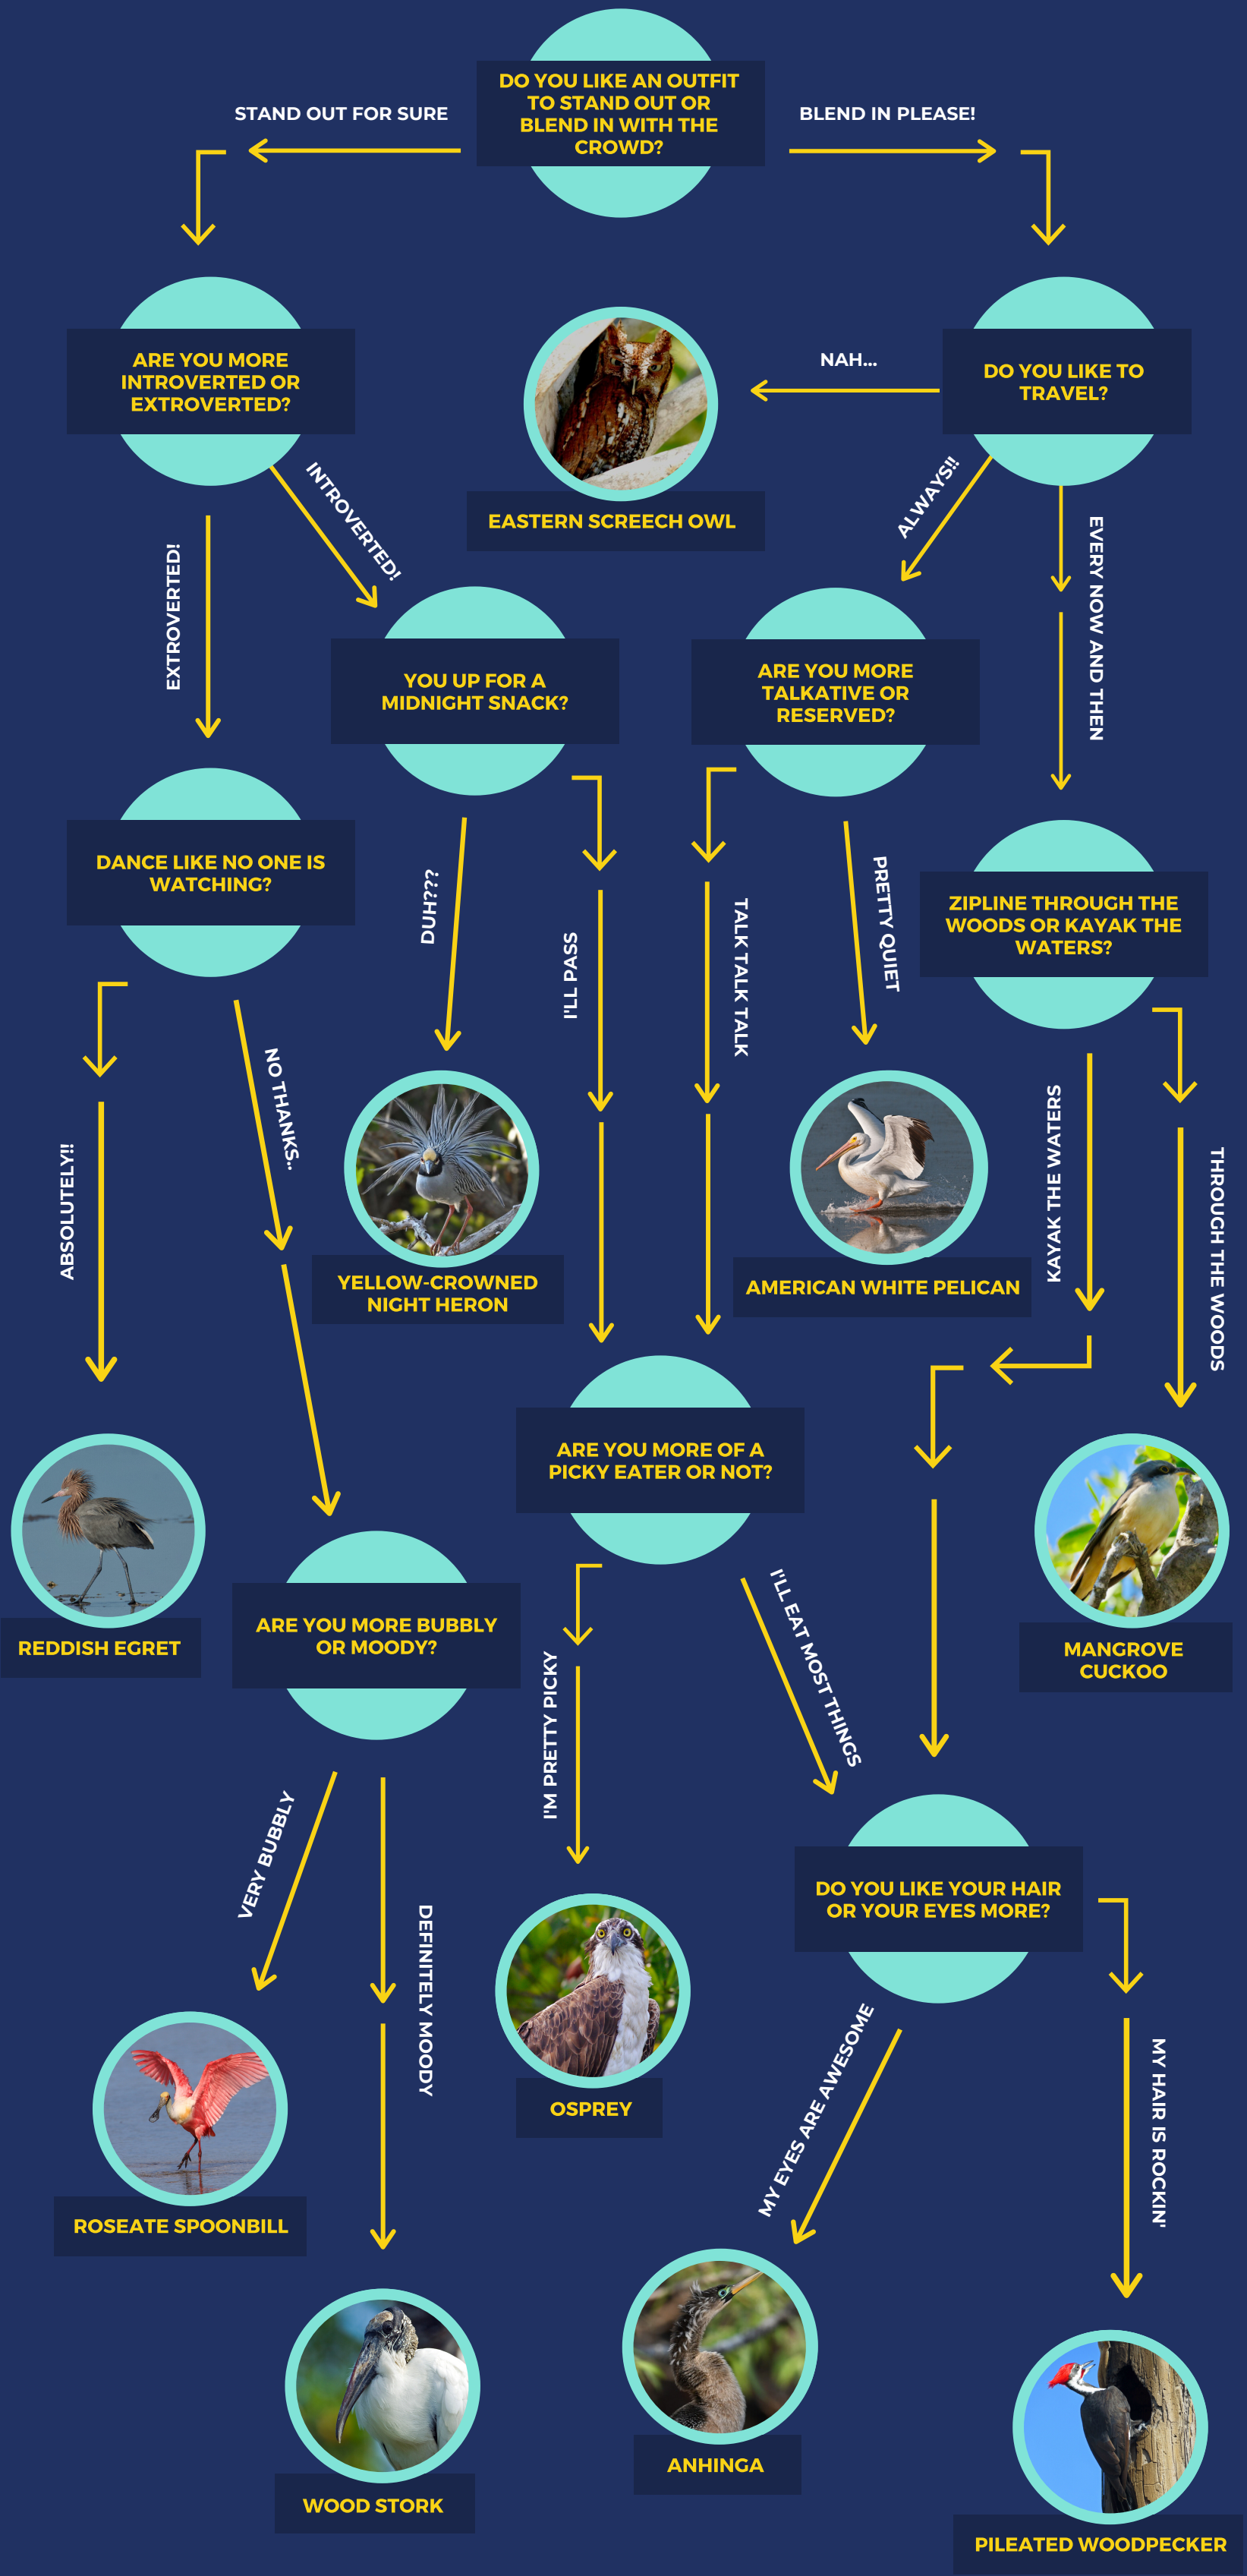 DO YOU LIKE AN OUTFIT
TO STAND OUT OR
BLEND IN WITH THE
CROWD?
STAND OUT FOR SURE
BLEND IN PLEASE!
ARE YOU MORE
INTROVERTED OR
EXTROVERTED?
NAH...
DO YOU LIKE TO
TRAVEL?
EASTERN SCREECH OWL
INTROVERTED!
EXTROVERTED!
ALWAYS!!
EVERY NOW AND THEN
YOU UP FOR A
MIDNIGHT SNACK?
ARE YOU MORE
TALKATIVE OR
RESERVED?
DANCE LIKE NO ONE IS
WATCHING?
DUH???
I'LL PASS
TALK TALK TALK
PRETTY QUIET
ZIPLINE THROUGH THE
WOODS OR KAYAK THE
WATERS?
ABSOLUTELY!!
NO THANKS..
YELLOW-CROWNED
NIGHT HERON
AMERICAN WHITE PELICAN
KAYAK THE WATERS
THROUGH THE WOODS
ARE YOU MORE OF A
PICKY EATER OR NOT?
REDDISH EGRET
ARE YOU MORE BUBBLY
OR MOODY?
MANGROVE
CUCKOO
I'M PRETTY PICKY
I'LL EAT MOST THINGS
VERY BUBBLY
DEFINITELY MOODY
DO YOU LIKE YOUR HAIR
OR YOUR EYES MORE?
OSPREY
MY EYES ARE AWESOME
MY HAIR IS ROCKIN'
ROSEATE SPOONBILL
WOOD STORK
ANHINGA
PILEATED WOODPECKER